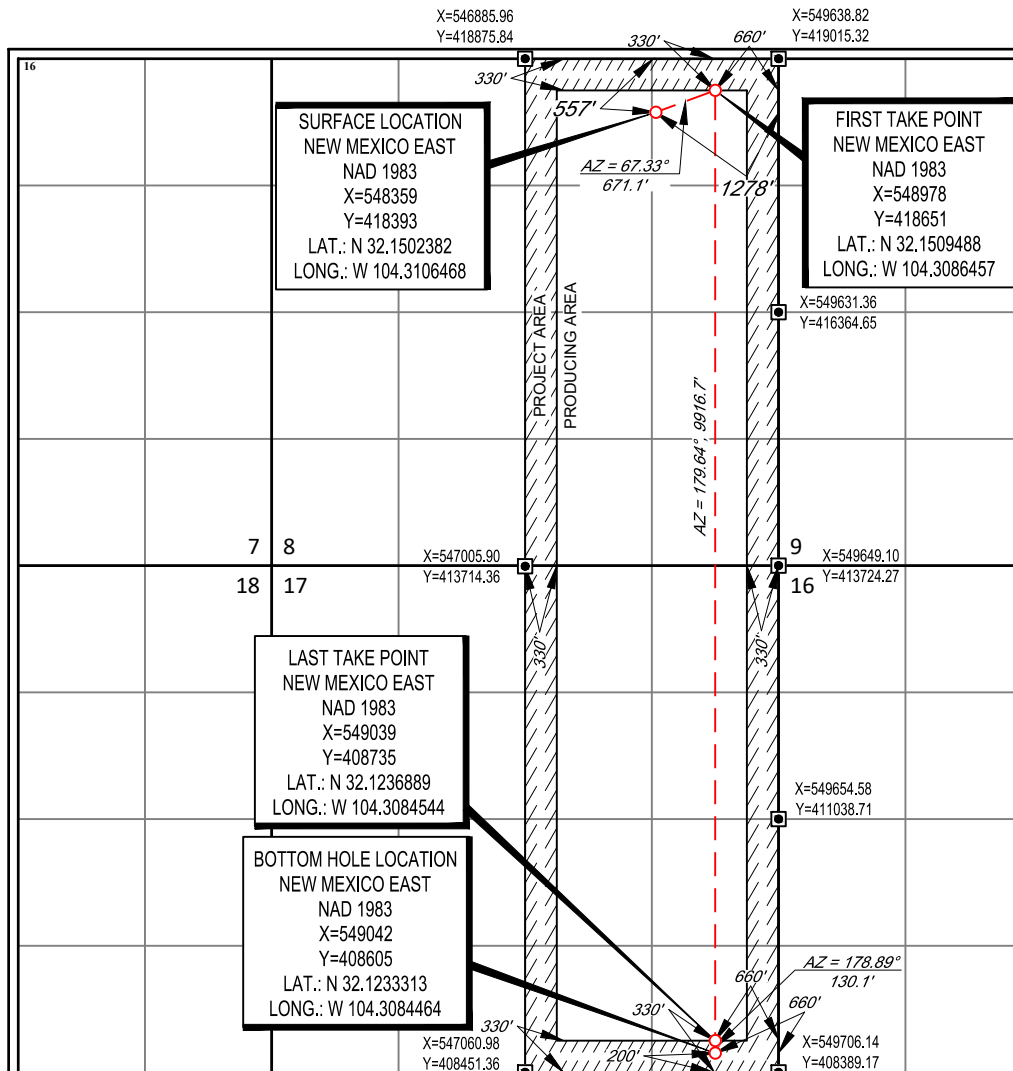 X=546885.96
Y=418875.84
X=549638.82
Y=419015.32
16
330'
660'
330'
557'
SURFACE LOCATION
NEW MEXICO EAST
NAD 1983
X=548359
Y=418393
LAT.: N 32.1502382
LONG.: W 104.3106468
AZ = 67.33°
671.1'
1278'
FIRST TAKE POINT
NEW MEXICO EAST
NAD 1983
X=548978
Y=418651
LAT.: N 32.1509488
LONG.: W 104.3086457
X=549631.36
Y=416364.65
PROJECT AREA
PRODUCING AREA
AZ = 179.64°, 9916.7'
7
8
18
17
X=547005.90
Y=413714.36
9
16
X=549649.10
Y=413724.27
330'
330'
LAST TAKE POINT
NEW MEXICO EAST
NAD 1983
X=549039
Y=408735
LAT.: N 32.1236889
LONG.: W 104.3084544
X=549654.58
Y=411038.71
BOTTOM HOLE LOCATION
NEW MEXICO EAST
NAD 1983
X=549042
Y=408605
LAT.: N 32.1233313
LONG.: W 104.3084464
AZ = 178.89°
130.1'
660'
660'
330'
330'
200'
X=547060.98
Y=408451.36
X=549706.14
Y=408389.17